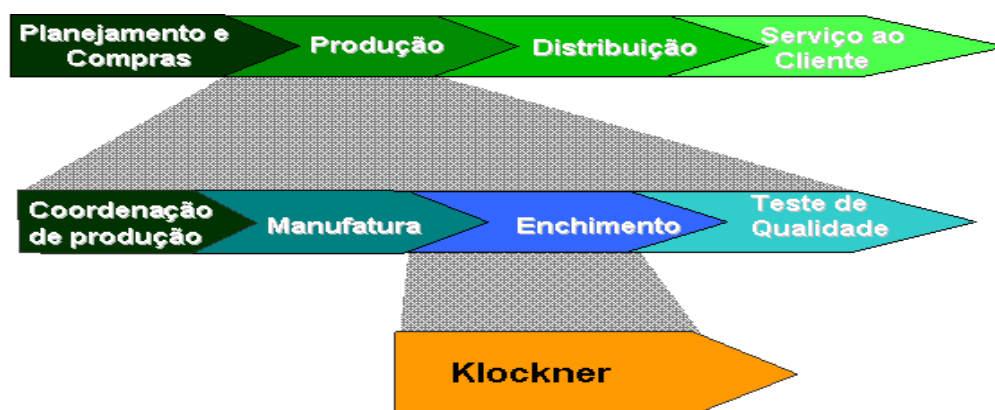 Planejamento e
Compras
Produção
Distribuição
Serviço ao
Cliente
Coordenação
de produção
Manufatura
Enchimento
Teste de
Qualidade
Klockner